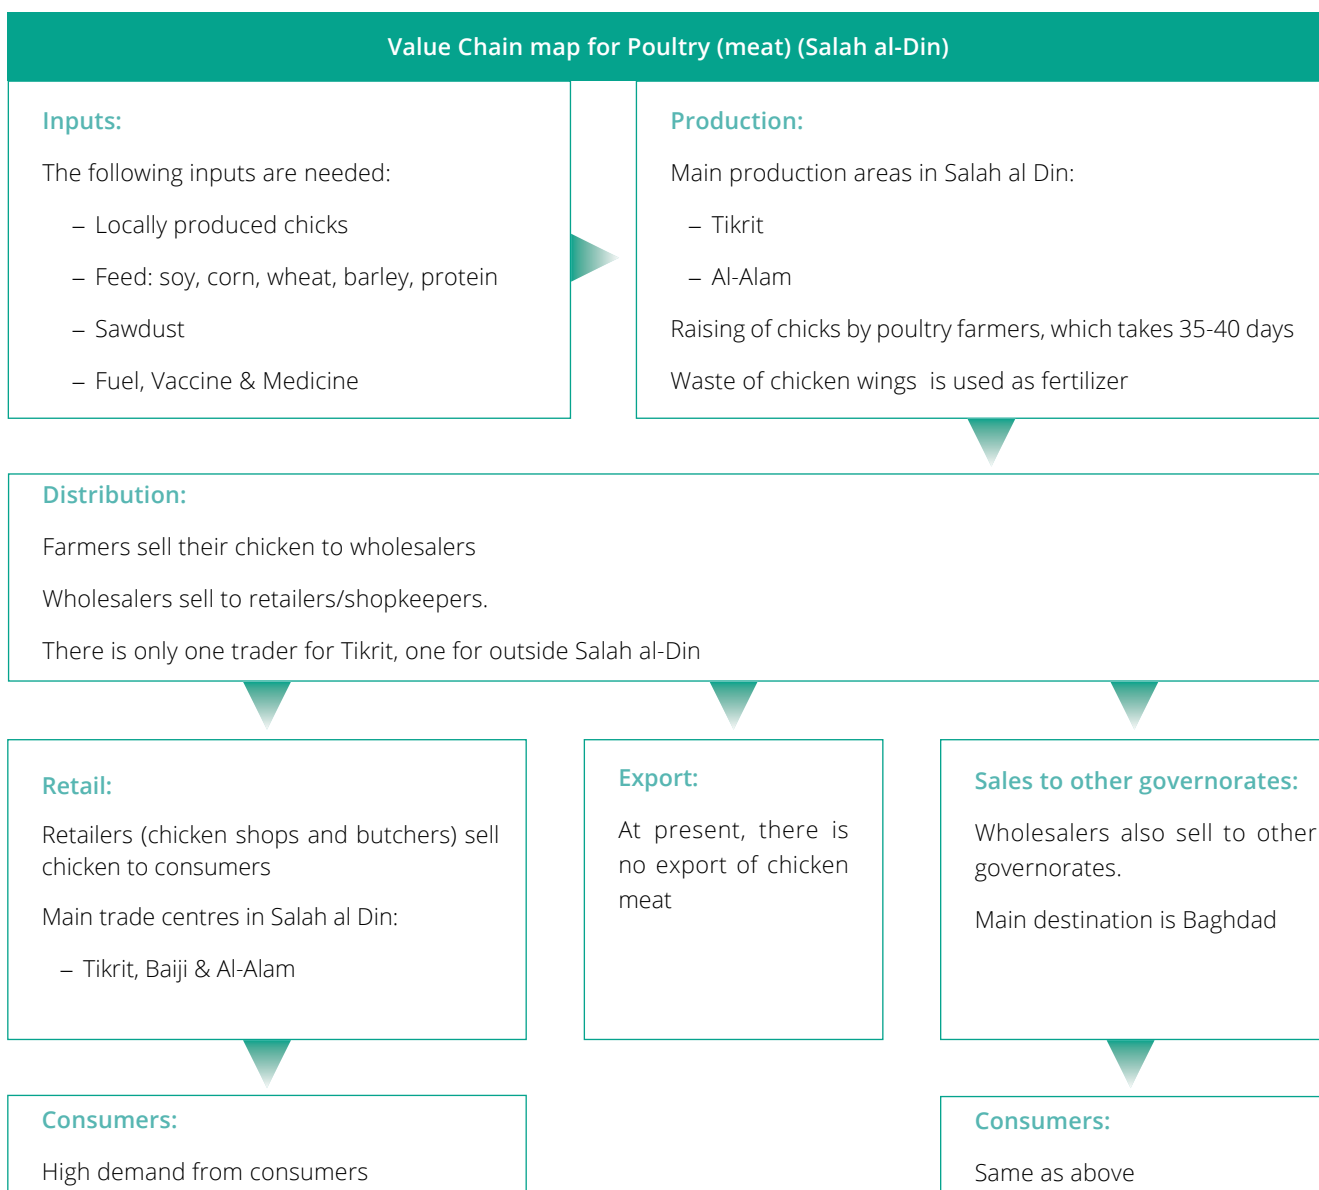 Value Chain map for Poultry (meat) (Salah al-Din)
Inputs:
The following inputs are needed:
– Locally produced chicks
– Feed: soy, corn, wheat, barley, protein
– Sawdust
– Fuel, Vaccine & Medicine
Production:
Main production areas in Salah al Din:
– Tikrit
– Al-Alam
Raising of chicks by poultry farmers, which takes 35-40 days
Waste of chicken wings is used as fertilizer
Distribution:
Farmers sell their chicken to wholesalers
Wholesalers sell to retailers/shopkeepers.
There is only one trader for Tikrit, one for outside Salah al-Din
Retail:
Retailers (chicken shops and butchers) sell
chicken to consumers
Main trade centres in Salah al Din:
– Tikrit, Baiji & Al-Alam
Export:
At present, there is
no export of chicken
meat
Sales to other governorates:
Wholesalers also sell to other
governorates.
Main destination is Baghdad
Consumers:
High demand from consumers
Consumers:
Same as above